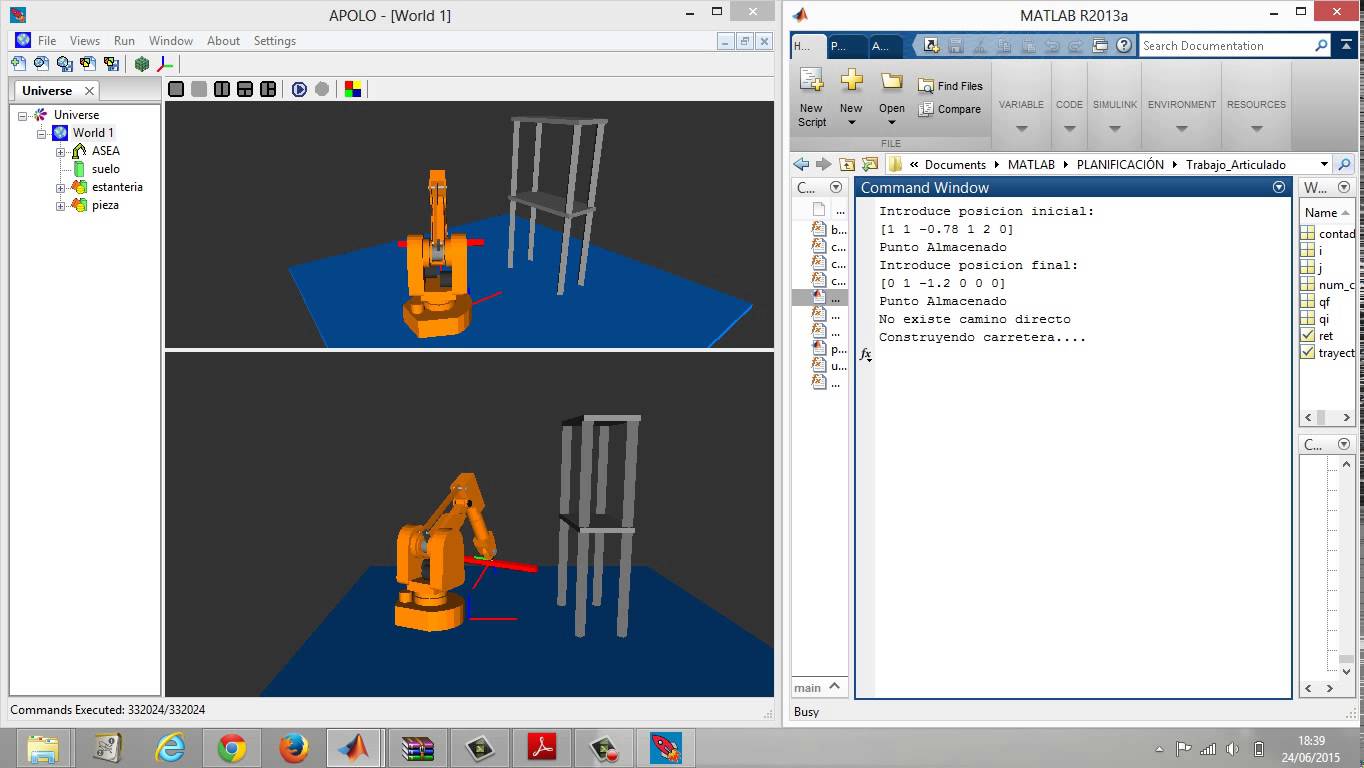 APOLO - [World 1]
File Views Run Window About Settings
Universe
Universe
World 1
ASEA
suelo
estanteria
pieza
Commands Executed: 332024/332024
MATLAB R2013a
H... P... A...
Search Documentation
New Script
New
Open
Find Files
Compare
FILE
VARIABLE
CODE
SIMULINK
ENVIRONMENT
RESOURCES
« Documents MATLAB PLANIFICACIÓN Trabajo_Articulado
C...
...
b...
c...
c...
c...
...
...
...
p...
u...
...
main
Command Window
Introduce posicion inicial:
[1 1 -0.78 1 2 0]
Punto Almacenado
Introduce posicion final:
[0 1 -1.2 0 0 0]
Punto Almacenado
No existe camino directo
Construyendo carretera....
fx
W...
Name
contad
i
j
num_c
qf
qi
ret
trayect
C...
Busy
18:39
24/06/2015